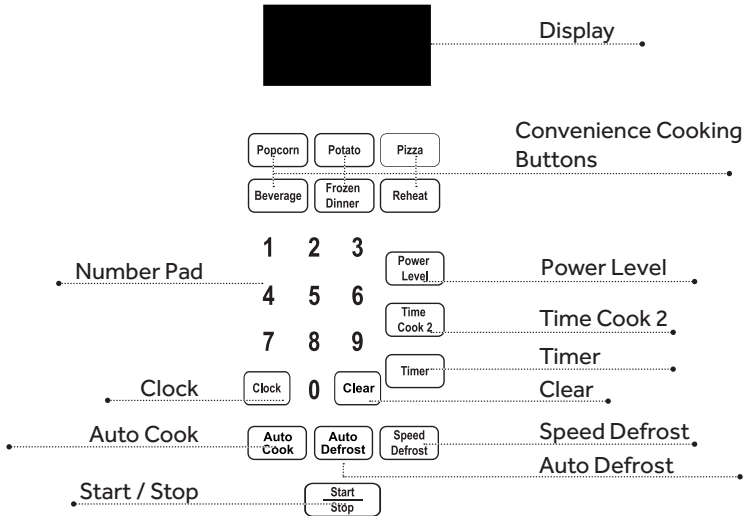 Display
Popcorn Potato Pizza
Convenience Cooking
Buttons
Beverage Frozen Dinner Reheat
1 2 3
Number Pad
Power Level
Power Level
4 5 6
Time Cook 2
Time Cook 2
7 8 9
Timer
Timer
Clock
Clock 0 Clear
Clear
Auto Cook
Auto Cook Auto Defrost Speed Defrost
Speed Defrost
Auto Defrost
Start / Stop
Start
Stop